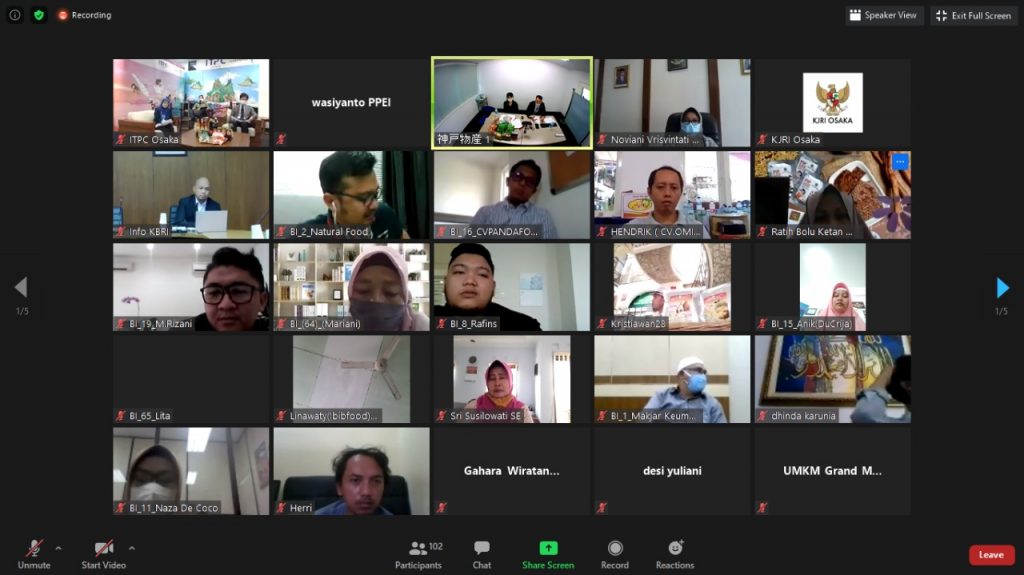 Recording
Speaker View
Exit Full Screen
ITPC
ITPC Osaka
wasiyanto PPEI
神戸物産 1
Noviani Vrisvintati ...
KJRI OSAKA
KJRI Osaka
Info KBRI
BI_2_Natural Food
BI_16_CVPANDAFO...
HENDRIK ( CV.OMI...
Ratih Bolu Ketan ...
1/5
BI_19_M.Rizani
BI_(64)_(Mariani)
BI_8_Rafins
Kristiawan28
BI_15_Anik(DuCrija)
1/5
BI_65_Lita
Linawaty(ibibfood)...
Sri Susilowati SE
BI_1_Makjar Keum...
dhinda karunia
BI_11_Naza De Coco
Herri
Gahara Wiratan...
desi yuliani
UMKM Grand M...
Unmute
Start Video
Participants
102
Chat
Share Screen
Record
Reactions
Leave